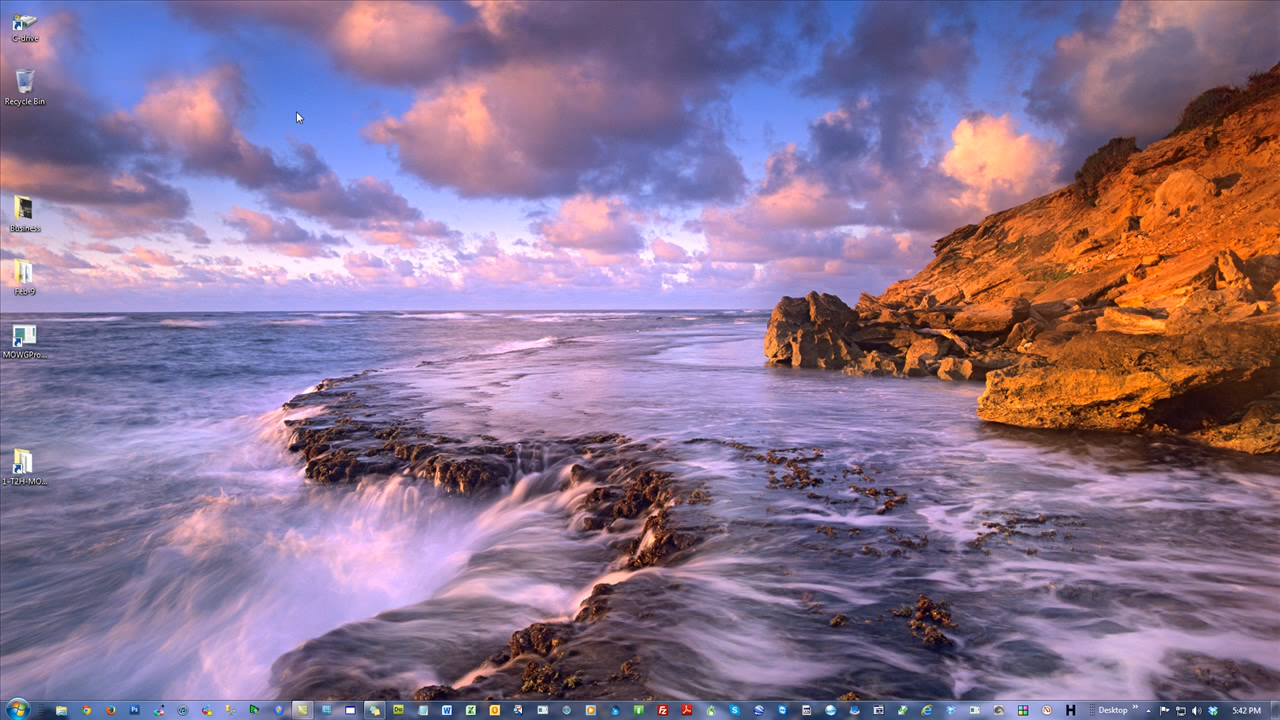 C-drive
Recycle Bin
Business
Feb-9
MOWGPro...
1-T2H-MO...
Desktop
5:42 PM